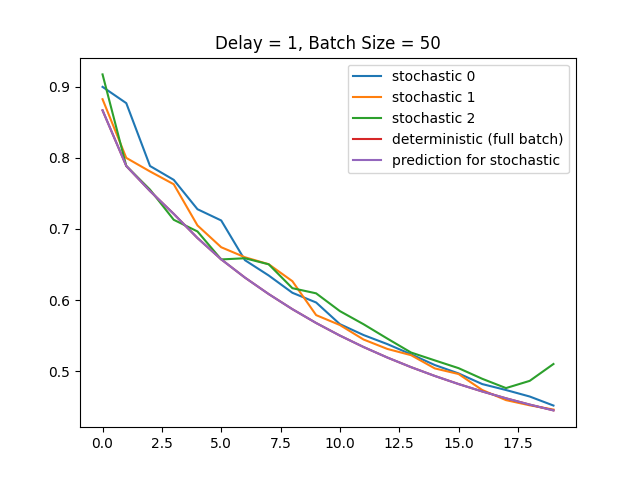 Delay = 1, Batch Size = 50
stochastic 0
stochastic 1
stochastic 2
deterministic (full batch)
prediction for stochastic
0.9
0.8
0.7
0.6
0.5
0.0 2.5 5.0 7.5 10.0 12.5 15.0 17.5